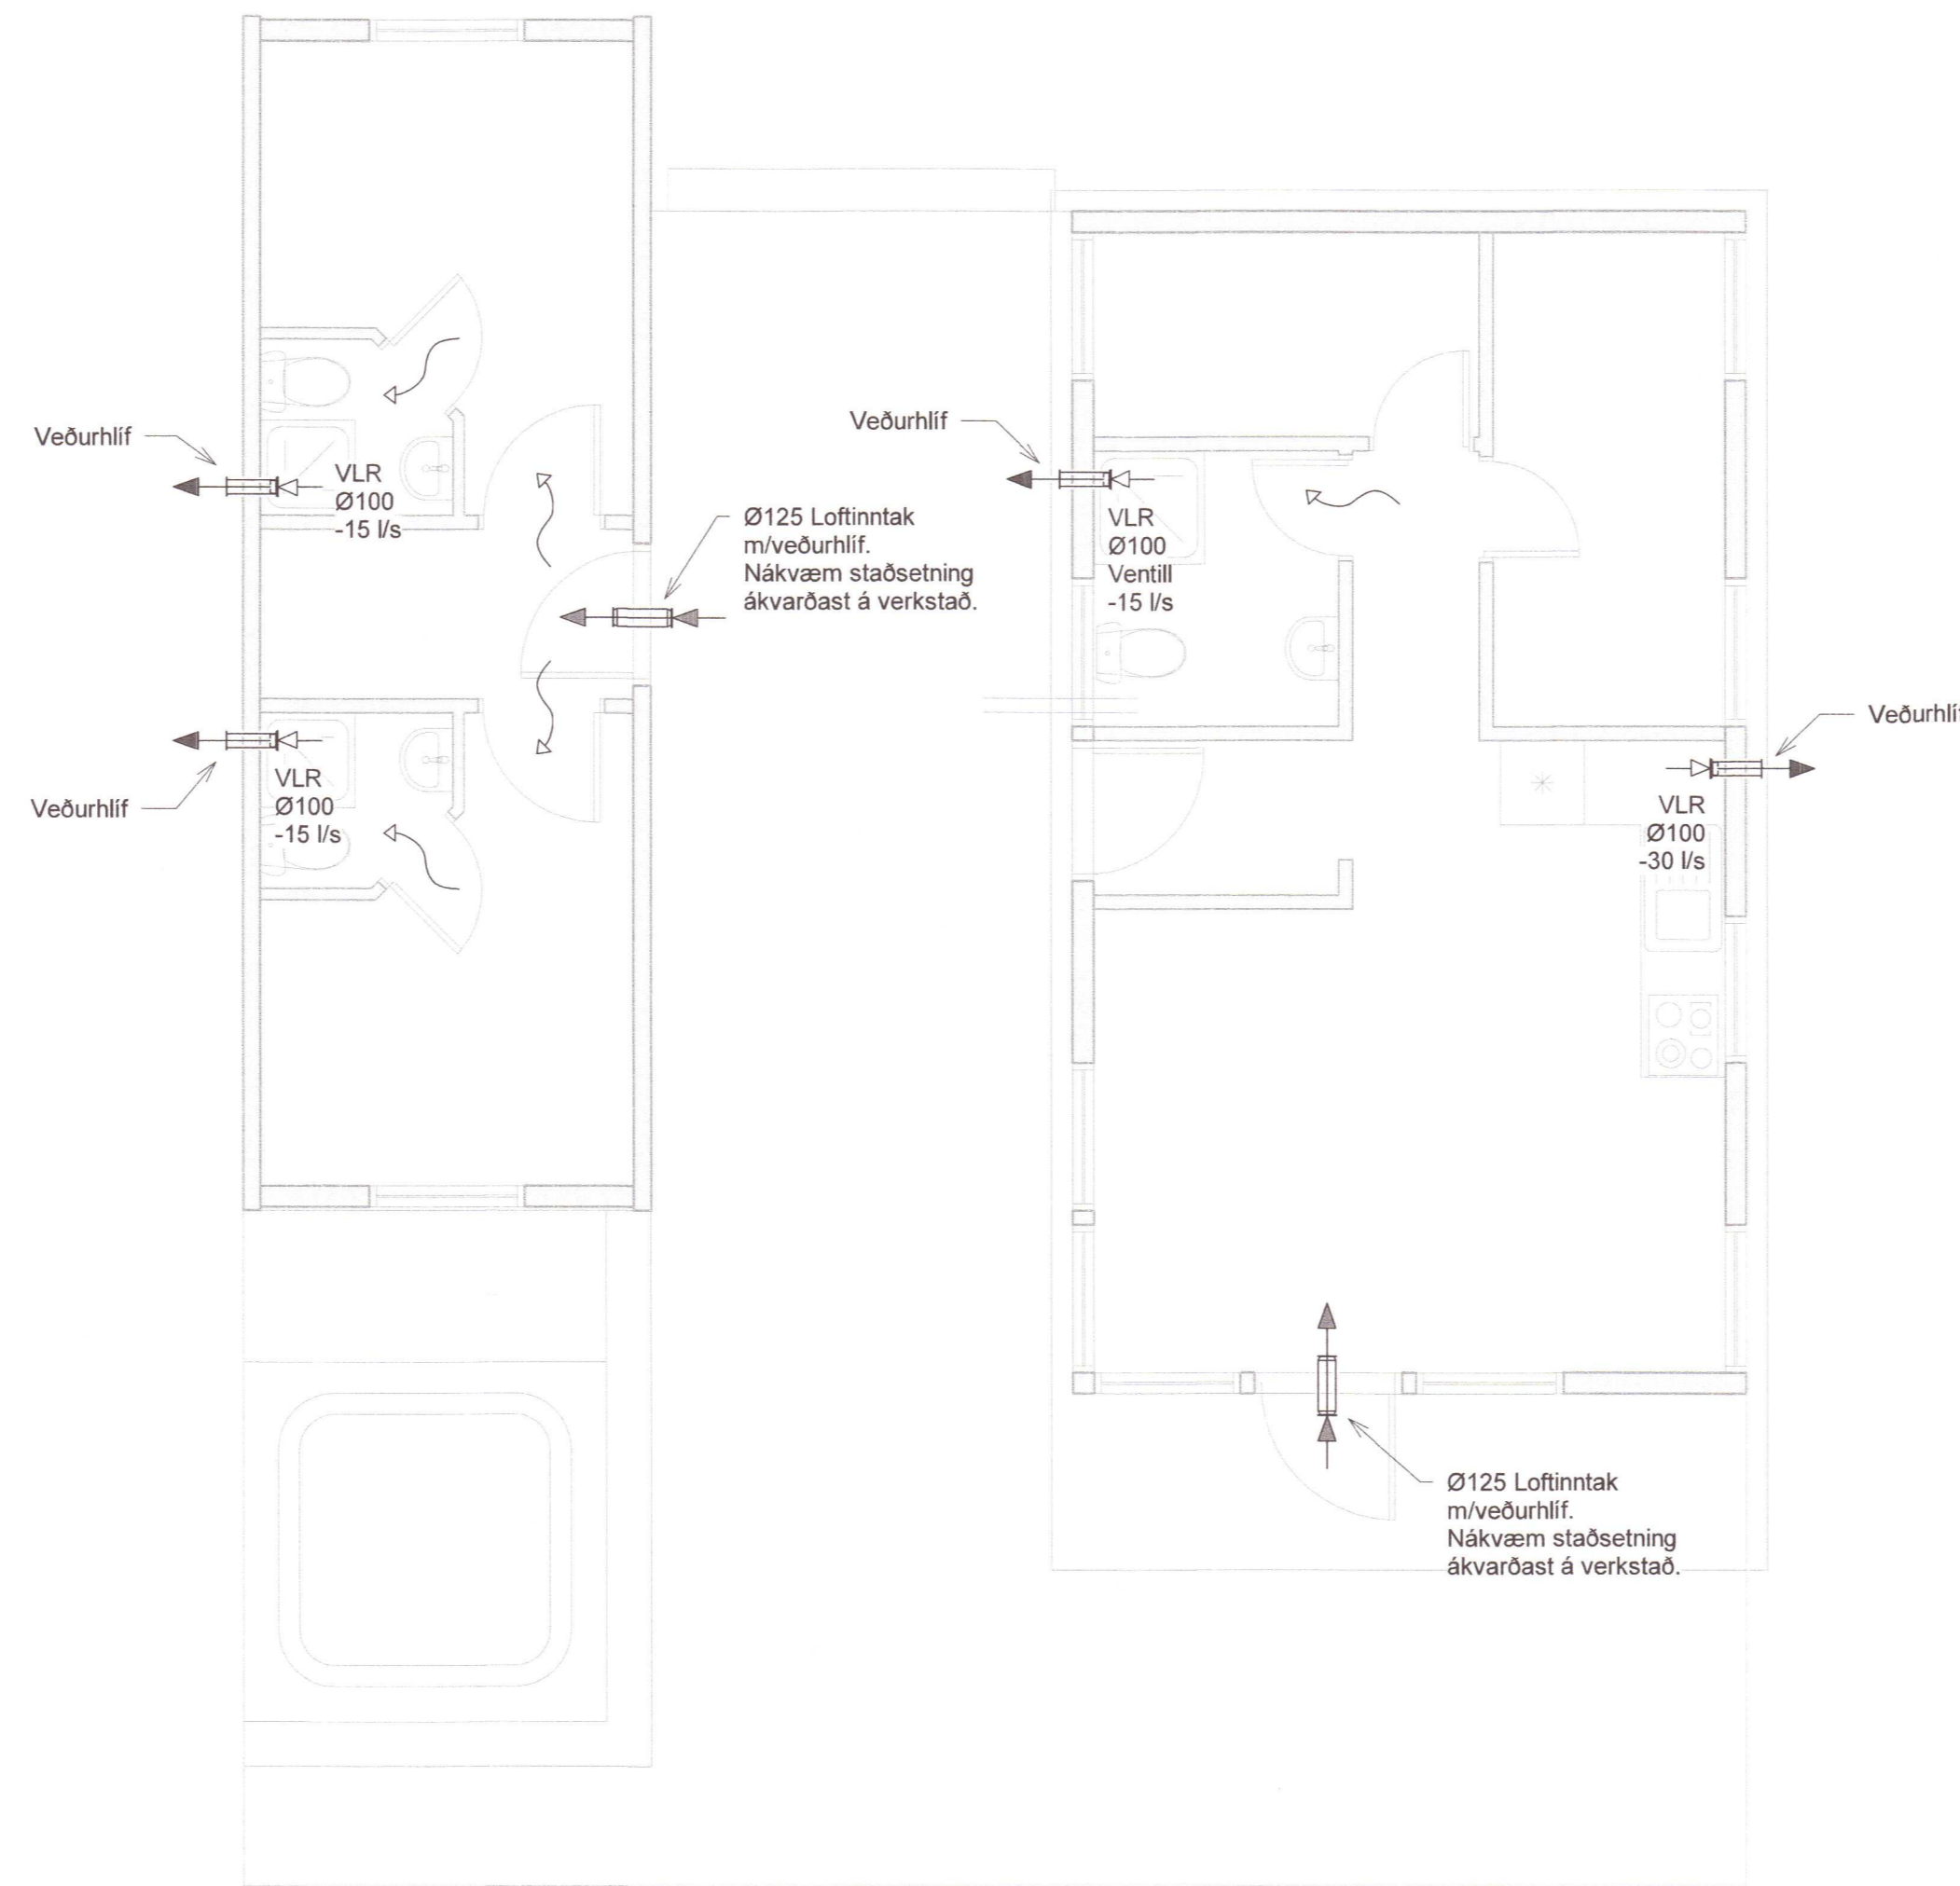 Veðurhlíf
VLR
Ø100
-15 l/s
Veðurhlíf
VLR
Ø100
-15 l/s
Ø125 Loftinntak
m/veðurhlíf.
Nákvæm staðsetning
ákvarðast á verkstað.
Veðurhlíf
VLR
Ø100
Ventill
-15 l/s
Veðurhlíf
VLR
Ø100
-30 l/s
Ø125 Loftinntak
m/veðurhlíf.
Nákvæm staðsetning
ákvarðast á verkstað.